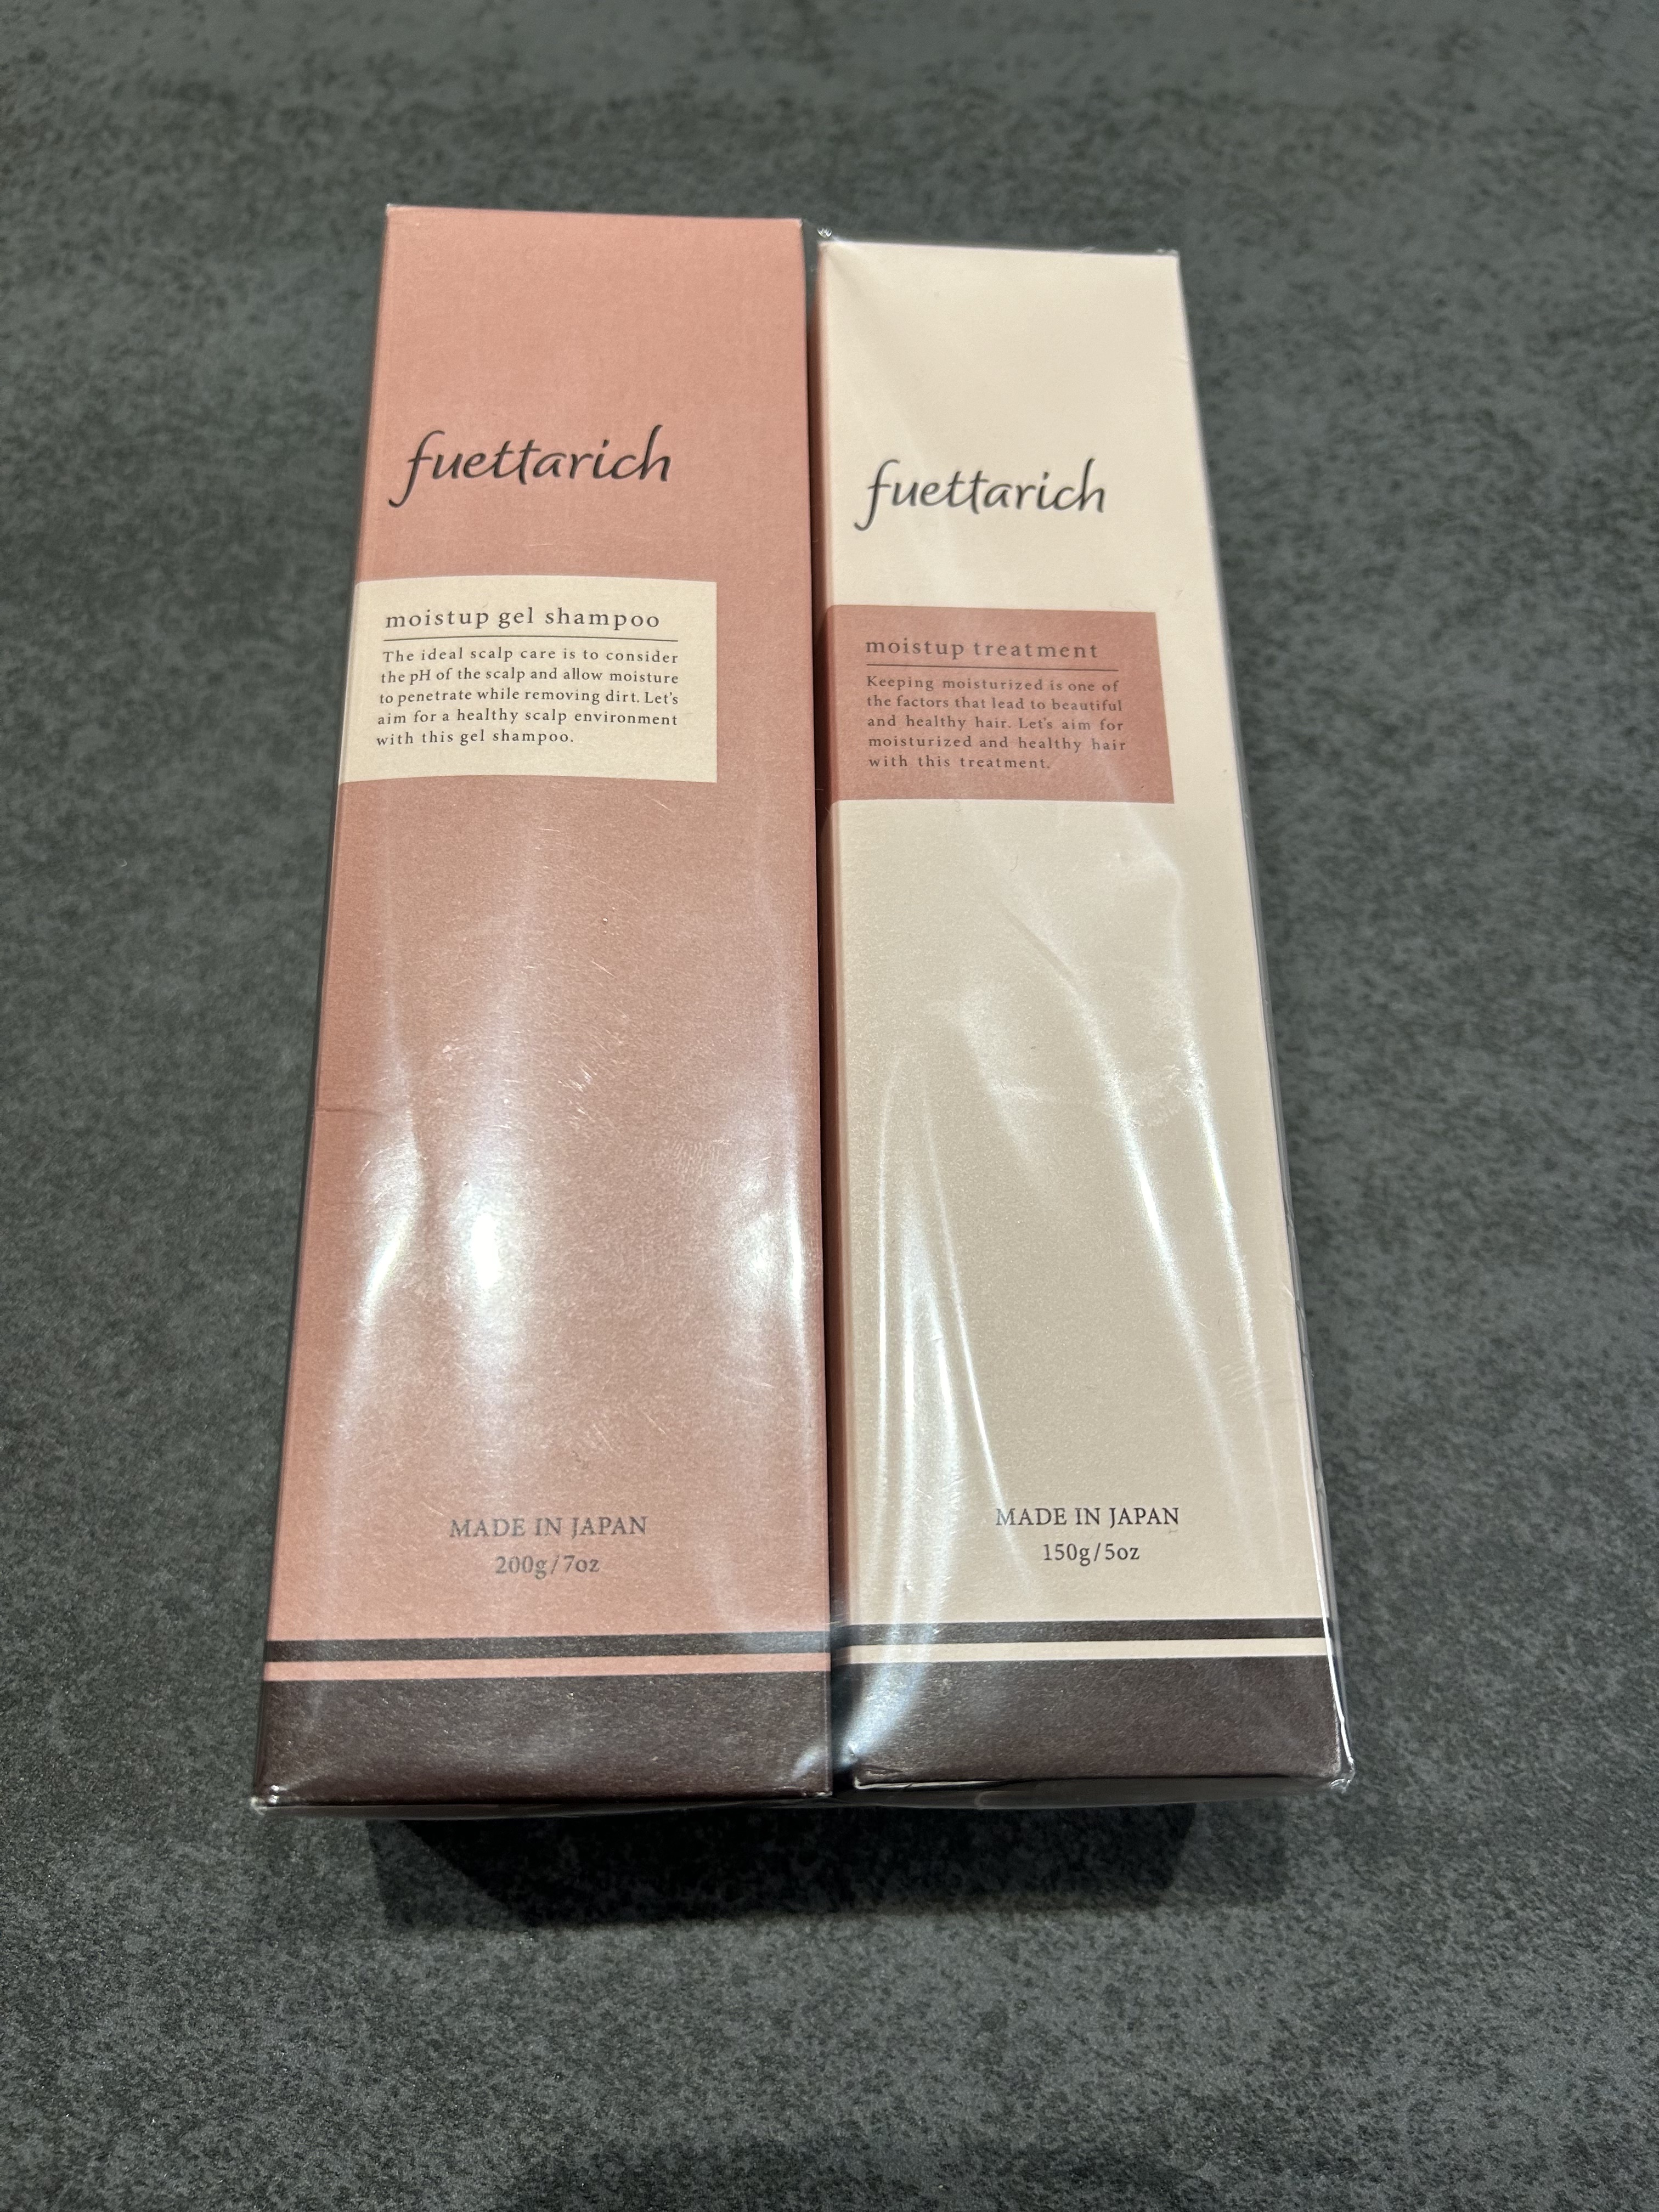 fuettarich
moistup gel shampoo
The ideal scalp care is to consider
the pH of the scalp and allow moisture
to penetrate while removing dirt. Let's
aim for a healthy scalp environment
with this gel shampoo.
MADE IN JAPAN
200g/7oz
fuettarich
moistup treatment
Keeping moisturized is one of
the factors that lead to beautiful
and healthy hair. Let's aim for
moisturized and healthy hair
with this treatment.
MADE IN JAPAN
150g/5oz